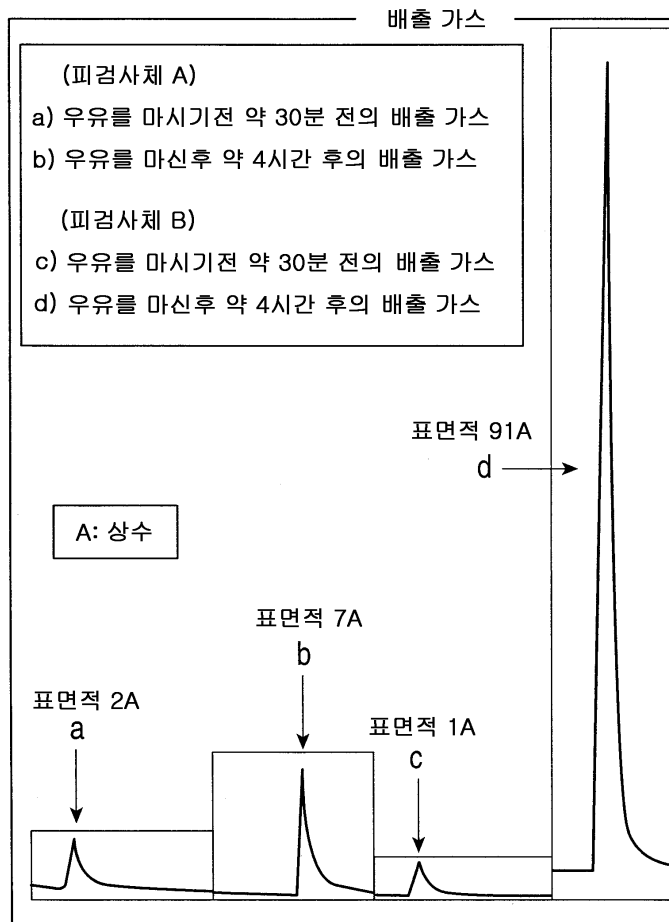 배출 가스
(피검사체 A)
a) 우유를 마시기전 약 30분 전의 배출 가스
b) 우유를 마신후 약 4시간 후의 배출 가스
(피검사체 B)
c) 우유를 마시기전 약 30분 전의 배출 가스
d) 우유를 마신후 약 4시간 후의 배출 가스
표면적 91A
d
A: 상수
표면적 7A
b
표면적 2A
a
표면적 1A
c